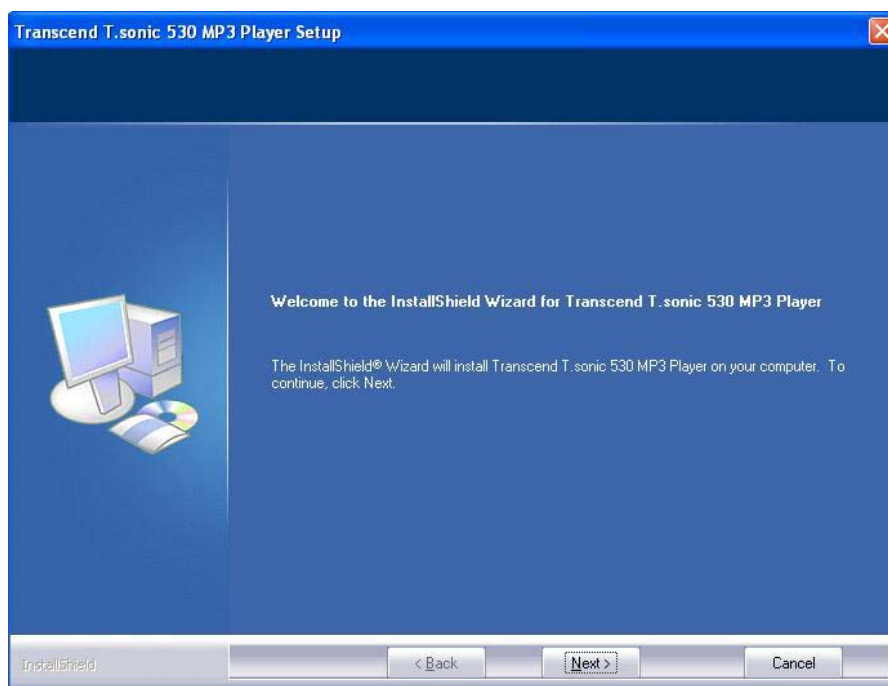 Transcend T.sonic 530 MP3 Player Setup
Welcome to the InstallShield Wizard for Transcend T.sonic 530 MP3 Player
The InstallShield® Wizard will install Transcend T.sonic 530 MP3 Player on your computer. To
continue, click Next.
InstallShield
< Back
Next >
Cancel